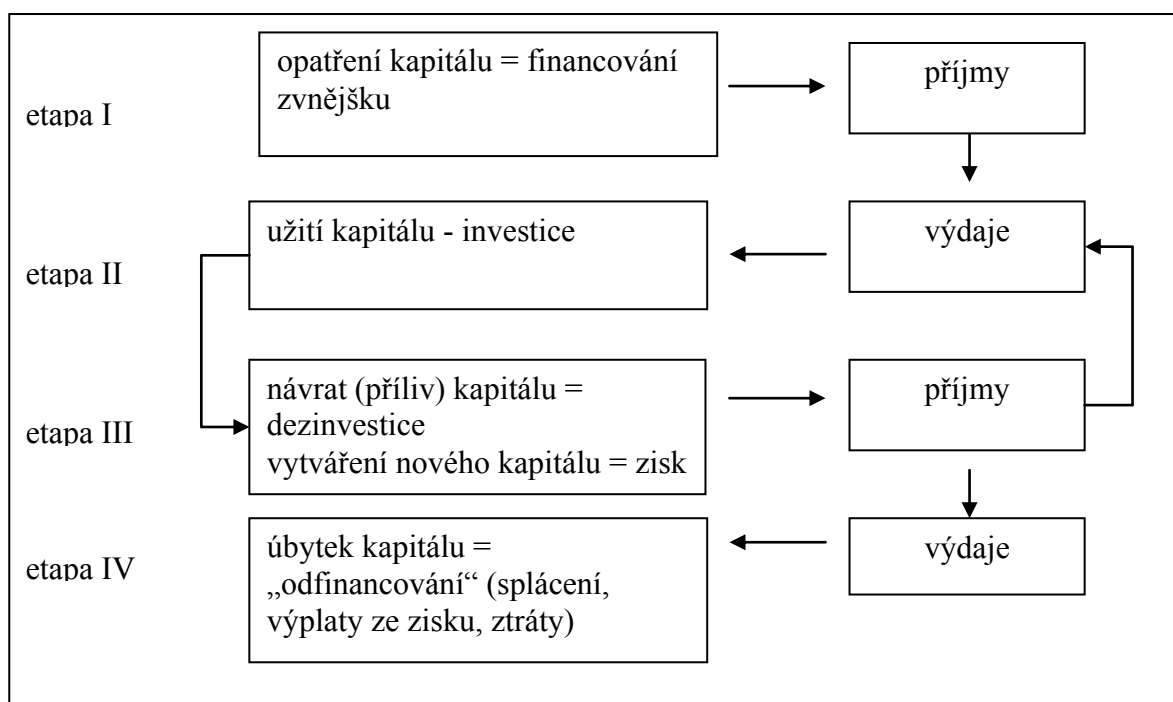 opatření kapitálu = financování
zvnějšku
příjmy
etapa I
užití kapitálu - investice
výdaje
etapa II
návrat (příliv) kapitálu =
dezinvestice
vytváření nového kapitálu = zisk
příjmy
etapa III
úbytek kapitálu =
„odfinancování“ (splácení,
výplaty ze zisku, ztráty)
výdaje
etapa IV